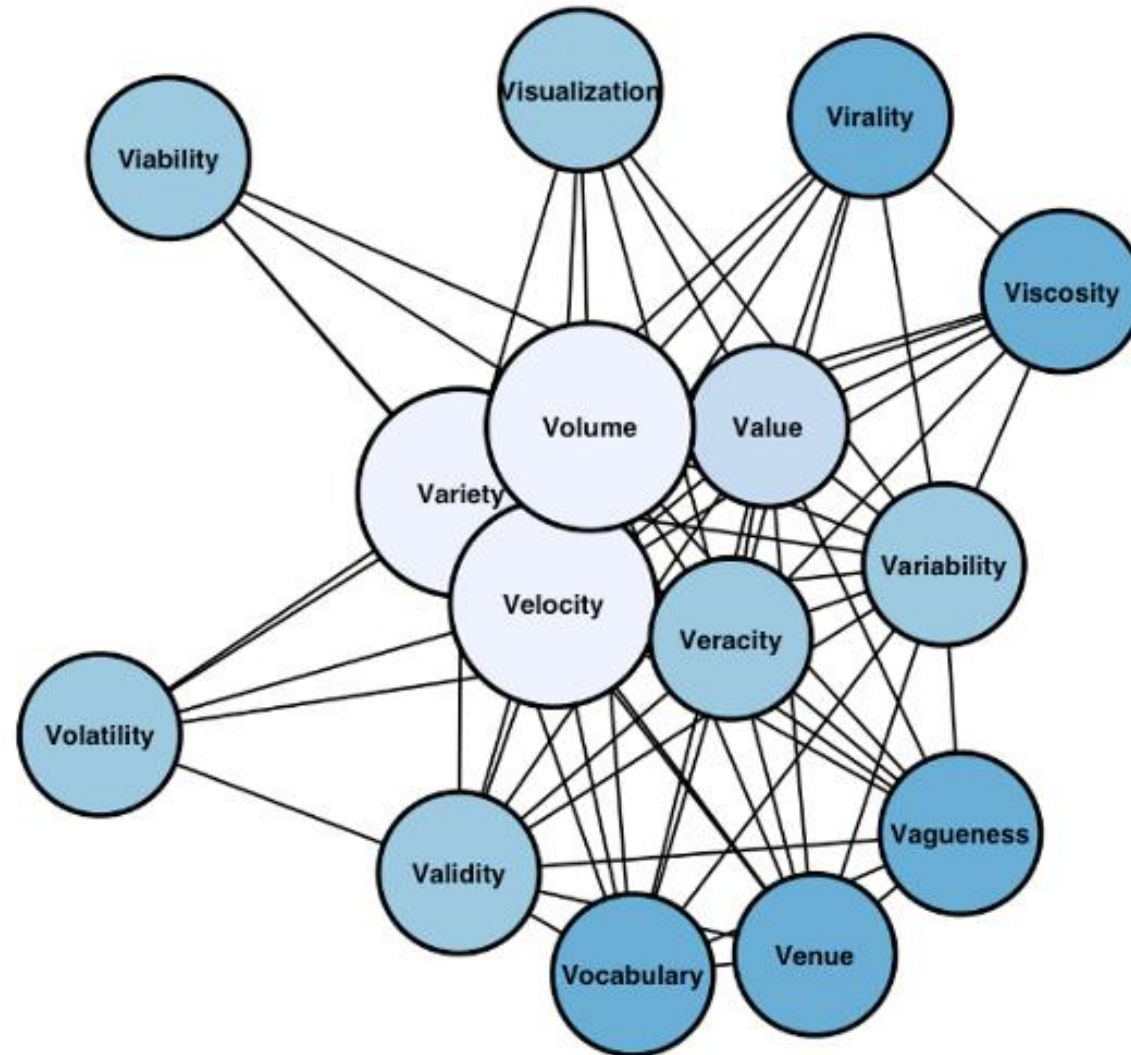 Visualization
Virality
Viability
Viscosity
Volume
Value
Variety
Variability
Velocity
Veracity
Volatility
Vagueness
Validity
Venue
Vocabulary